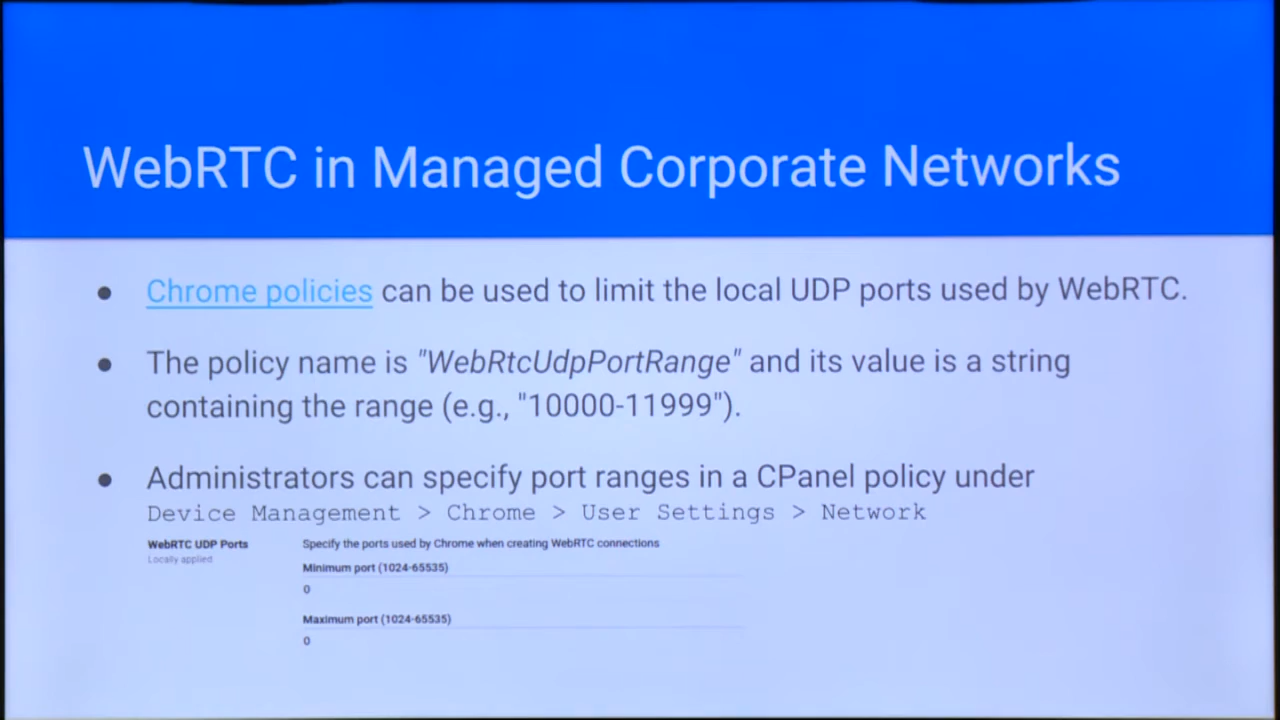 WebRTC in Managed Corporate Networks
● Chrome policies can be used to limit the local UDP ports used by WebRTC.
● The policy name is "WebRtcUdpPortRange" and its value is a string
containing the range (e.g., "10000-11999").
● Administrators can specify port ranges in a CPanel policy under
Device Management > Chrome > User Settings > Network
WebRTC UDP Ports
Locally applied
Specify the ports used by Chrome when creating WebRTC connections
Minimum port (1024-65535)
0
Maximum port (1024-65535)
0